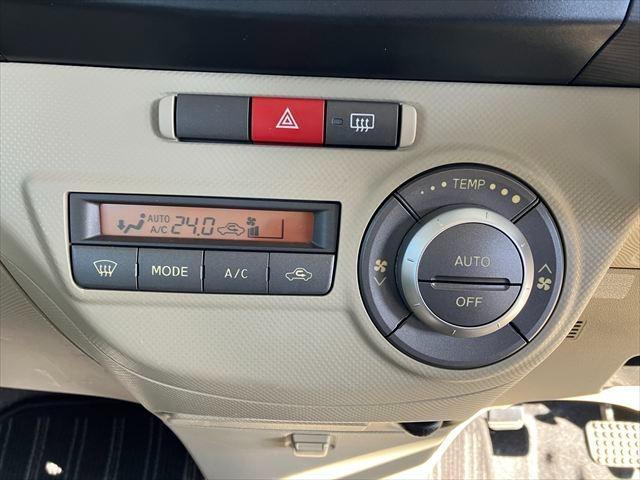 TEMP
AUTO
A/C
24.0
MODE
A/C
AUTO
OFF